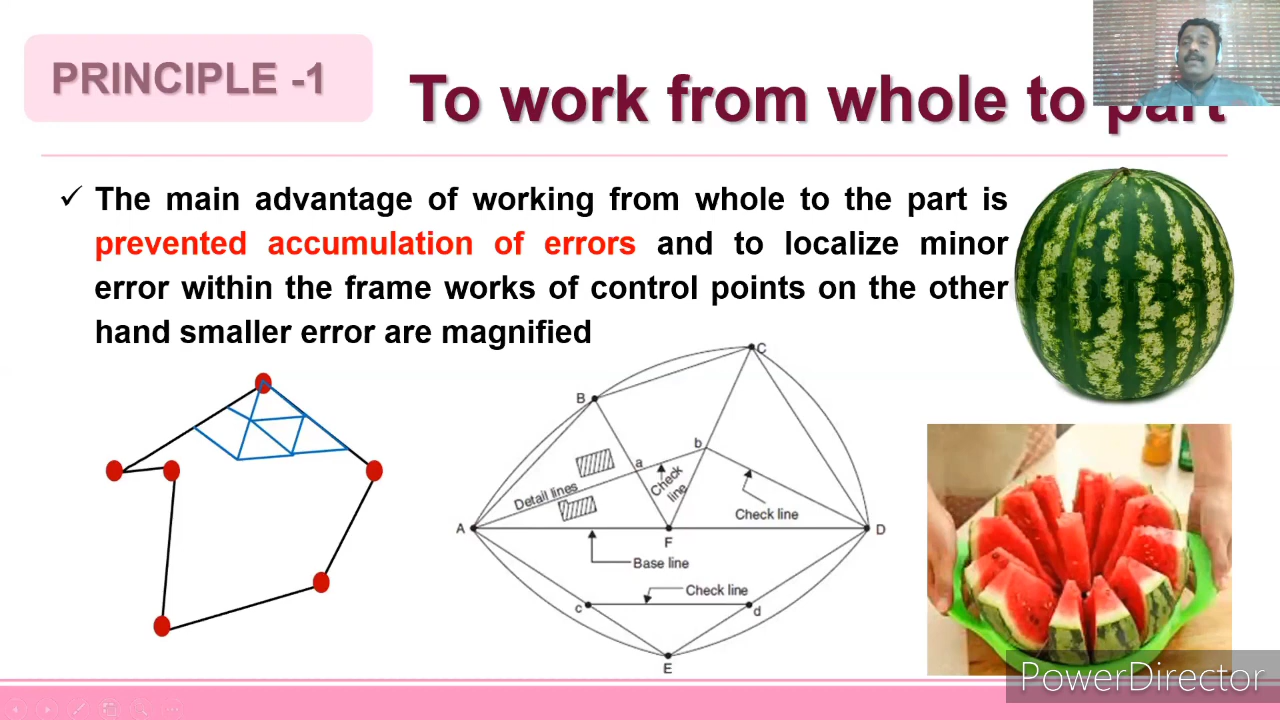 PRINCIPLE -1
To work from whole to part
✓ The main advantage of working from whole to the part is
prevented accumulation of errors and to localize minor
error within the frame works of control points on the other
hand smaller error are magnified
C
B
b
a
Detail lines
Check
line
Check line
A
F
D
Base line
Check line
c
d
E
PowerDirector